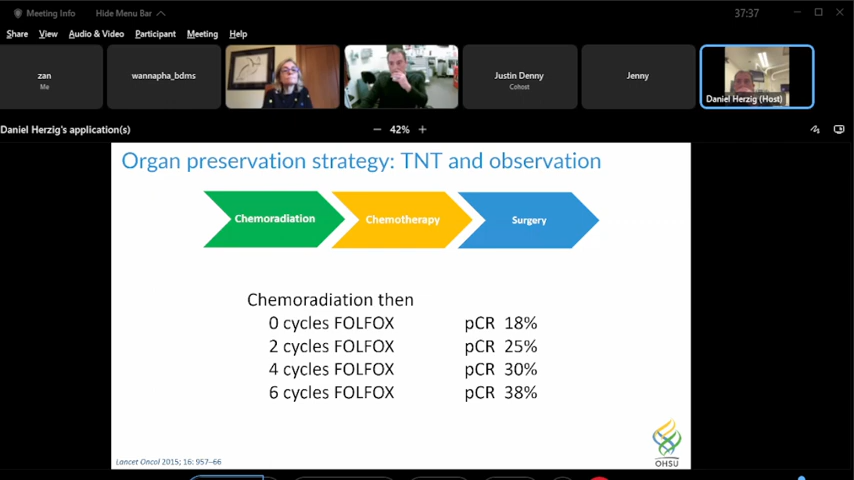 Meeting Info
Hide Menu Bar
37:37
Share View Audio & Video Participant Meeting Help
zan
Me
wannapha_bdms
Justin Denny
Cohost
Jenny
Daniel Herzig (Host)
Daniel Herzig's application(s)
− 42% +
Organ preservation strategy: TNT and observation
Chemoradiation
Chemotherapy
Surgery
Chemoradiation then
0 cycles FOLFOX pCR 18%
2 cycles FOLFOX pCR 25%
4 cycles FOLFOX pCR 30%
6 cycles FOLFOX pCR 38%
Lancet Oncol 2015; 16: 957–66
OHSU